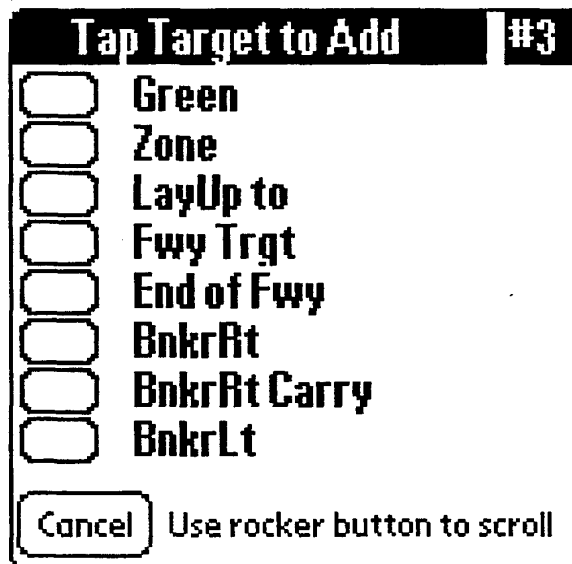 Tap Target to Add #3
Green
Zone
LayUp to
Fwy Trgt
End of Fwy
BnkrRt
BnkrRt Carry
BnkrLt
Cancel Use rocker button to scroll